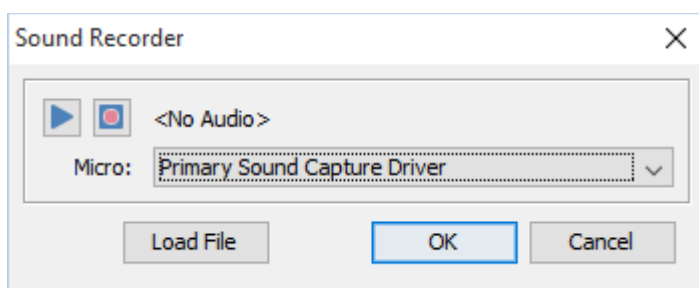 Sound Recorder
<No Audio>
Micro: Primary Sound Capture Driver
Load File OK Cancel